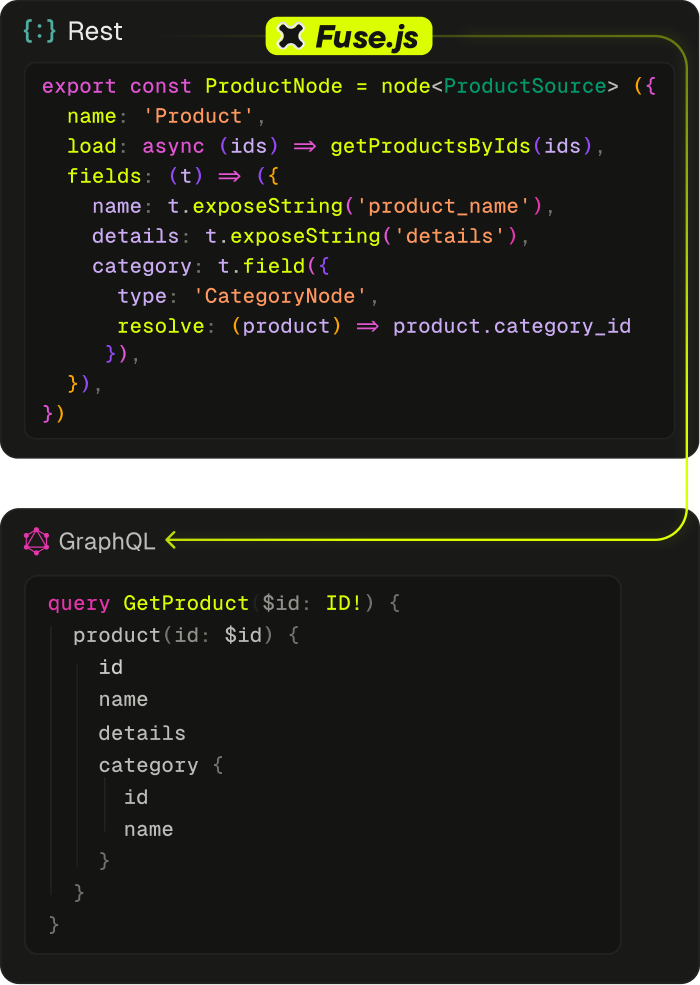 {:} Rest
Fuse.js
export const ProductNode = node<ProductSource> ({
  name: 'Product',
  load: async (ids) => getProductsByIds(ids),
  fields: (t) => ({
    name: t.exposeString('product_name'),
    details: t.exposeString('details'),
    category: t.field({
      type: 'CategoryNode',
      resolve: (product) => product.category_id
     }),
  }),
})
GraphQL
query GetProduct($id: ID!) {
  product(id: $id) {
    id
    name
    details
    category {
      id
      name
    }
  }
}